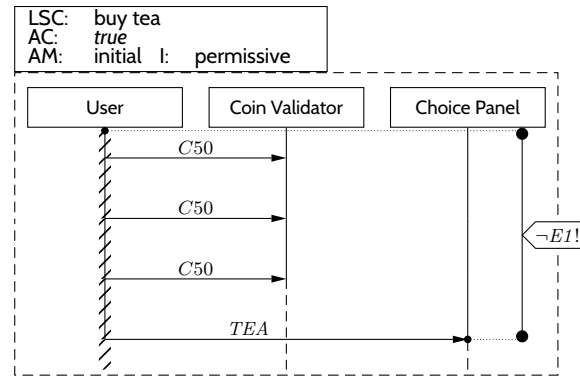 LSC: buy tea
AC: true
AM: initial I: permissive
User
Coin Validator
Choice Panel
C50
C50
¬E1!
C50
TEA